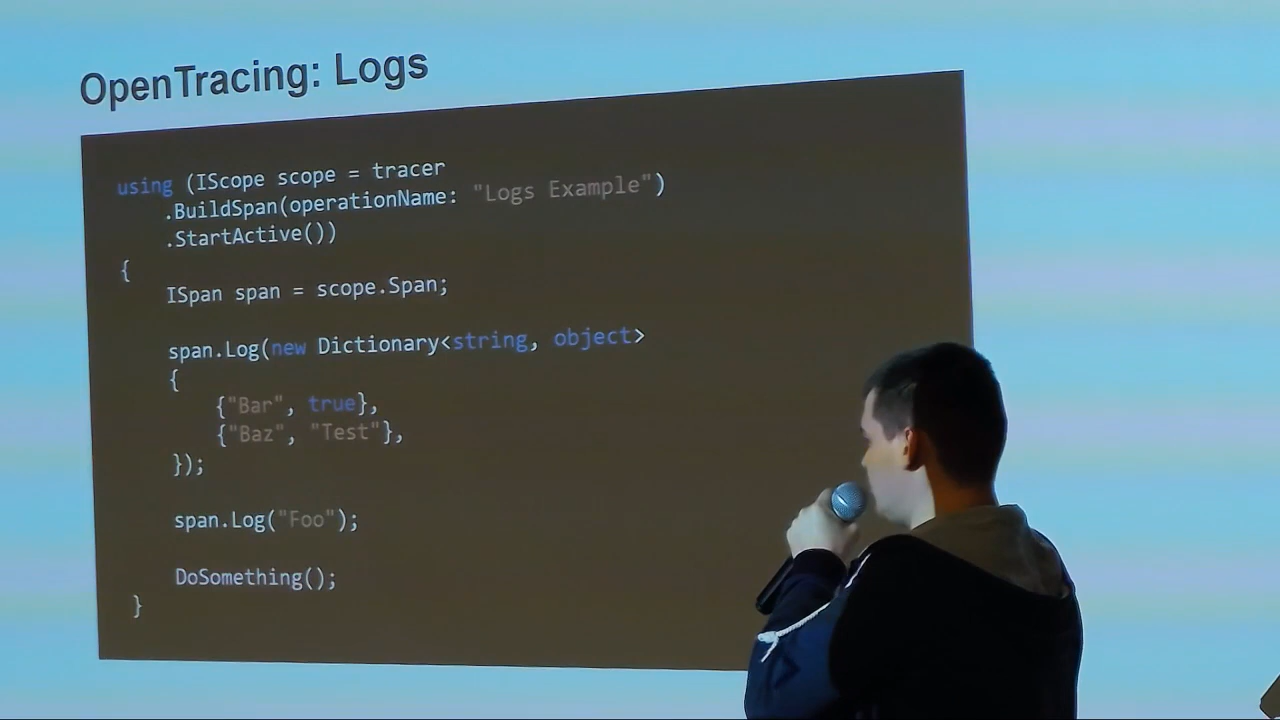 OpenTracing: Logs
using (IScope scope = tracer
.BuildSpan(operationName: "Logs Example")
.StartActive())
{
ISpan span = scope.Span;
span.Log(new Dictionary<string, object>
{
{"Bar", true},
{"Baz", "Test"},
});
span.Log("Foo");
DoSomething();
}